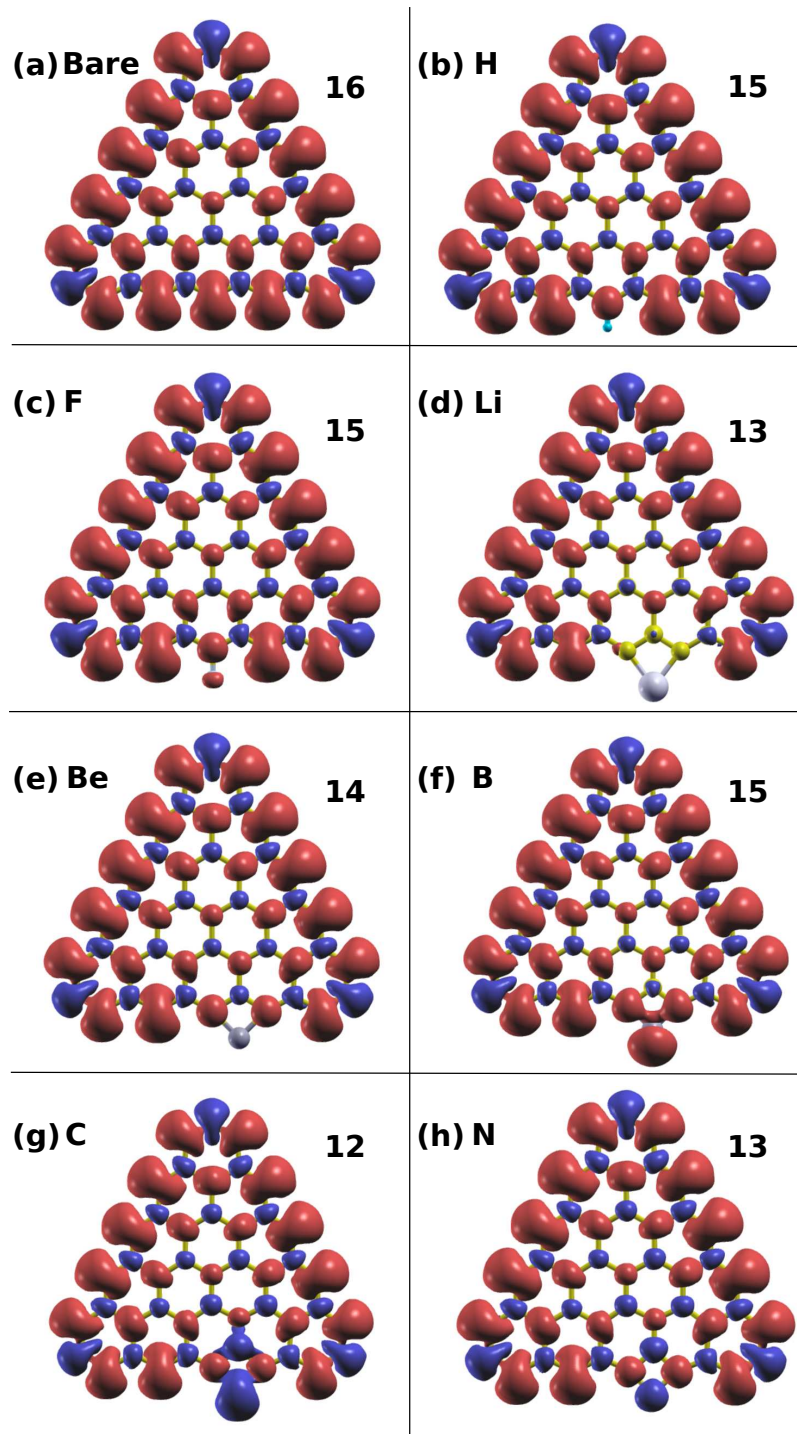 (a) Bare
16
(b) H
15
(c) F
15
(d) Li
13
(e) Be
14
(f) B
15
(g) C
12
(h) N
13